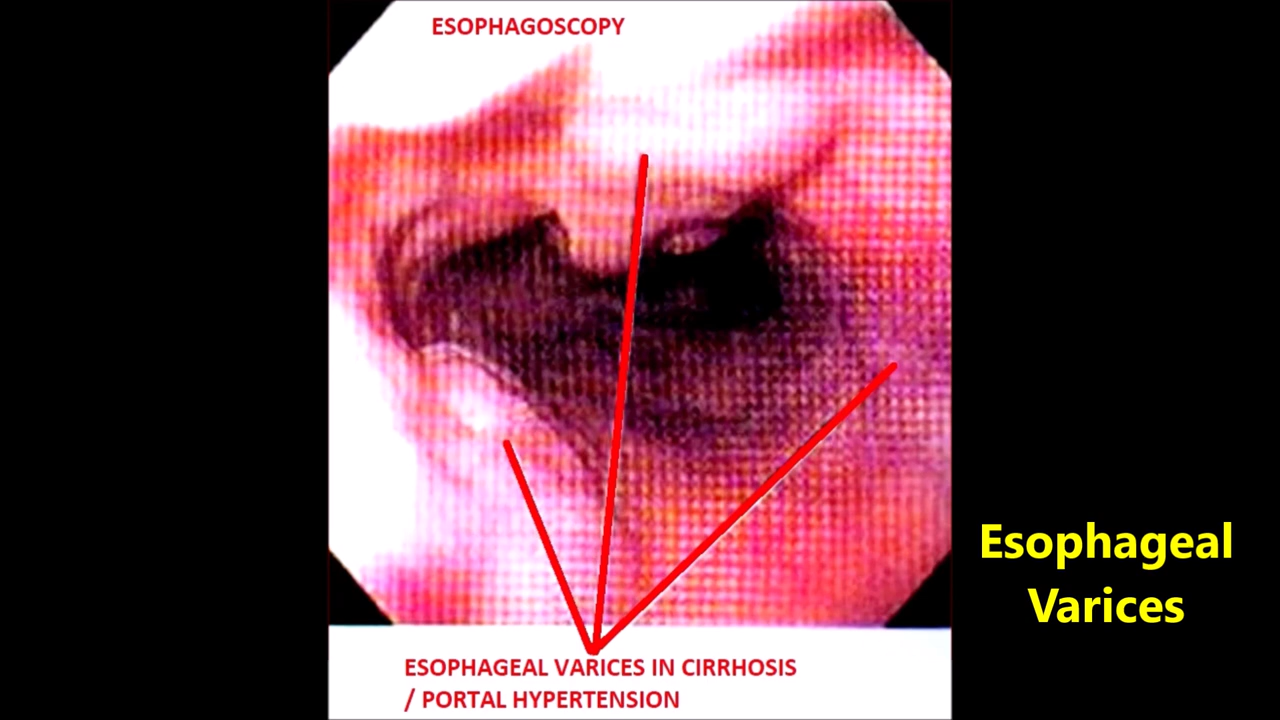 ESOPHAGOSCOPY
ESOPHAGEAL VARICES IN CIRRHOSIS
/ PORTAL HYPERTENSION
Esophageal
Varices